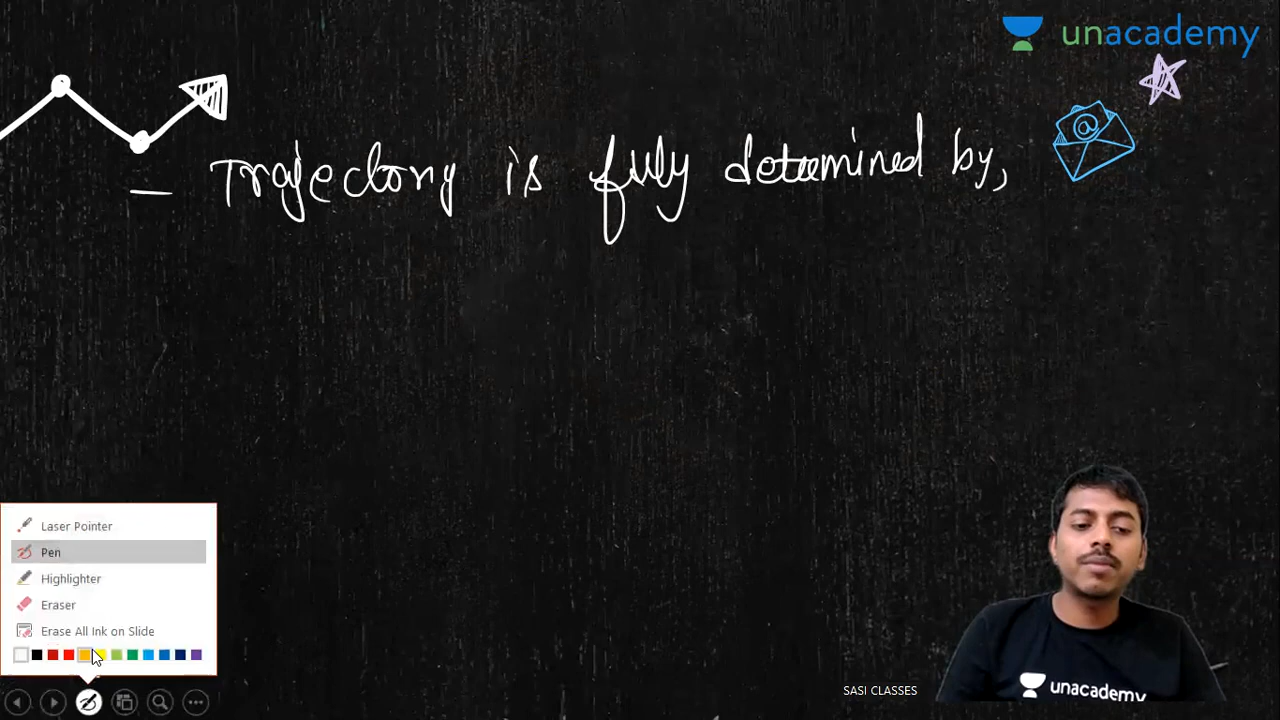 unacademy
@
- Trajectory is fully determined by,
Laser Pointer
Pen
Highlighter
Eraser
Erase All Ink on Slide
SASI CLASSES
unacademy